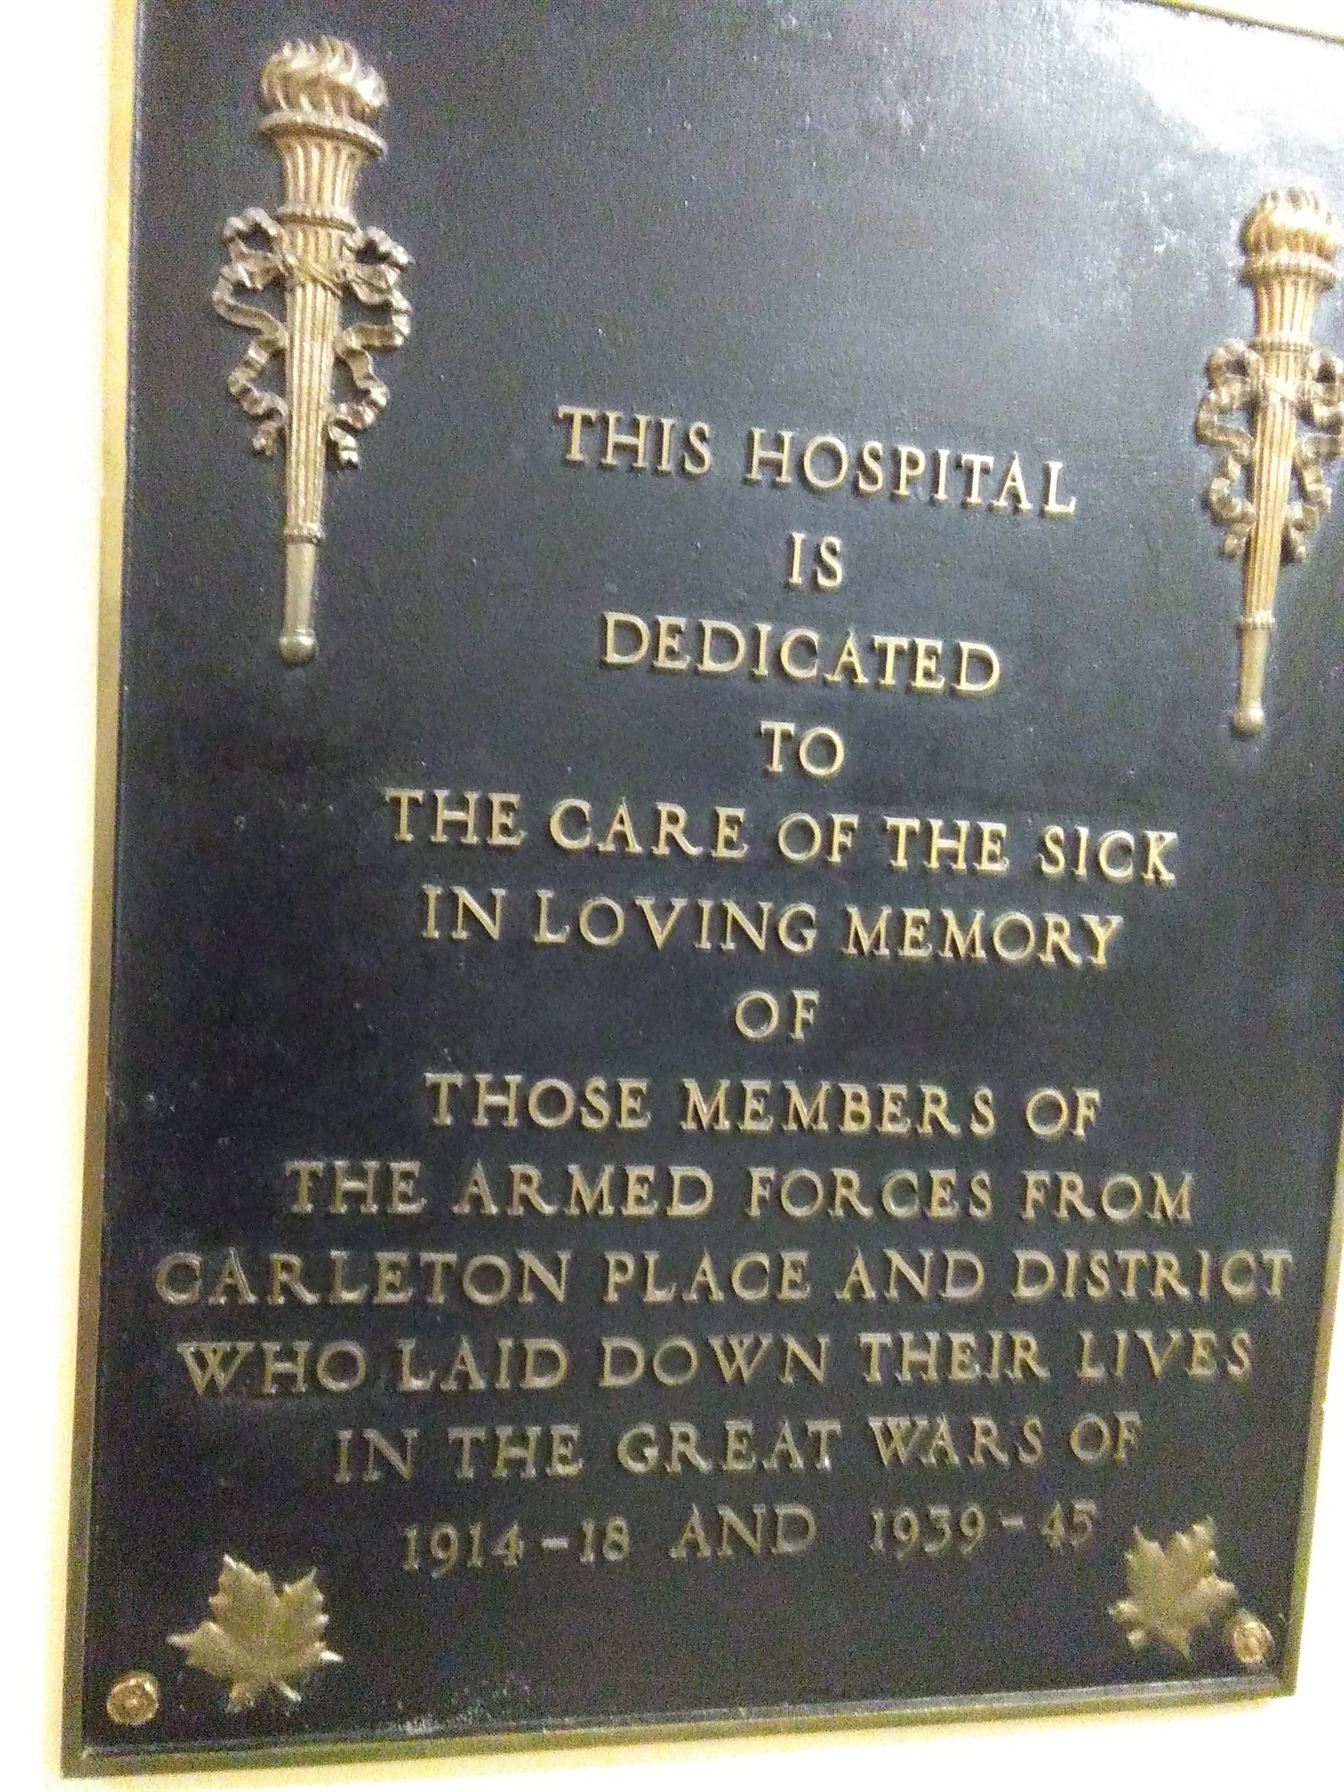 THIS HOSPITAL
IS
DEDICATED
TO
THE CARE OF THE SICK
IN LOVING MEMORY
OF
THOSE MEMBERS OF
THE ARMED FORCES FROM
CARLETON PLACE AND DISTRICT
WHO LAID DOWN THEIR LIVES
IN THE GREAT WARS OF
1914-18 AND 1939-45